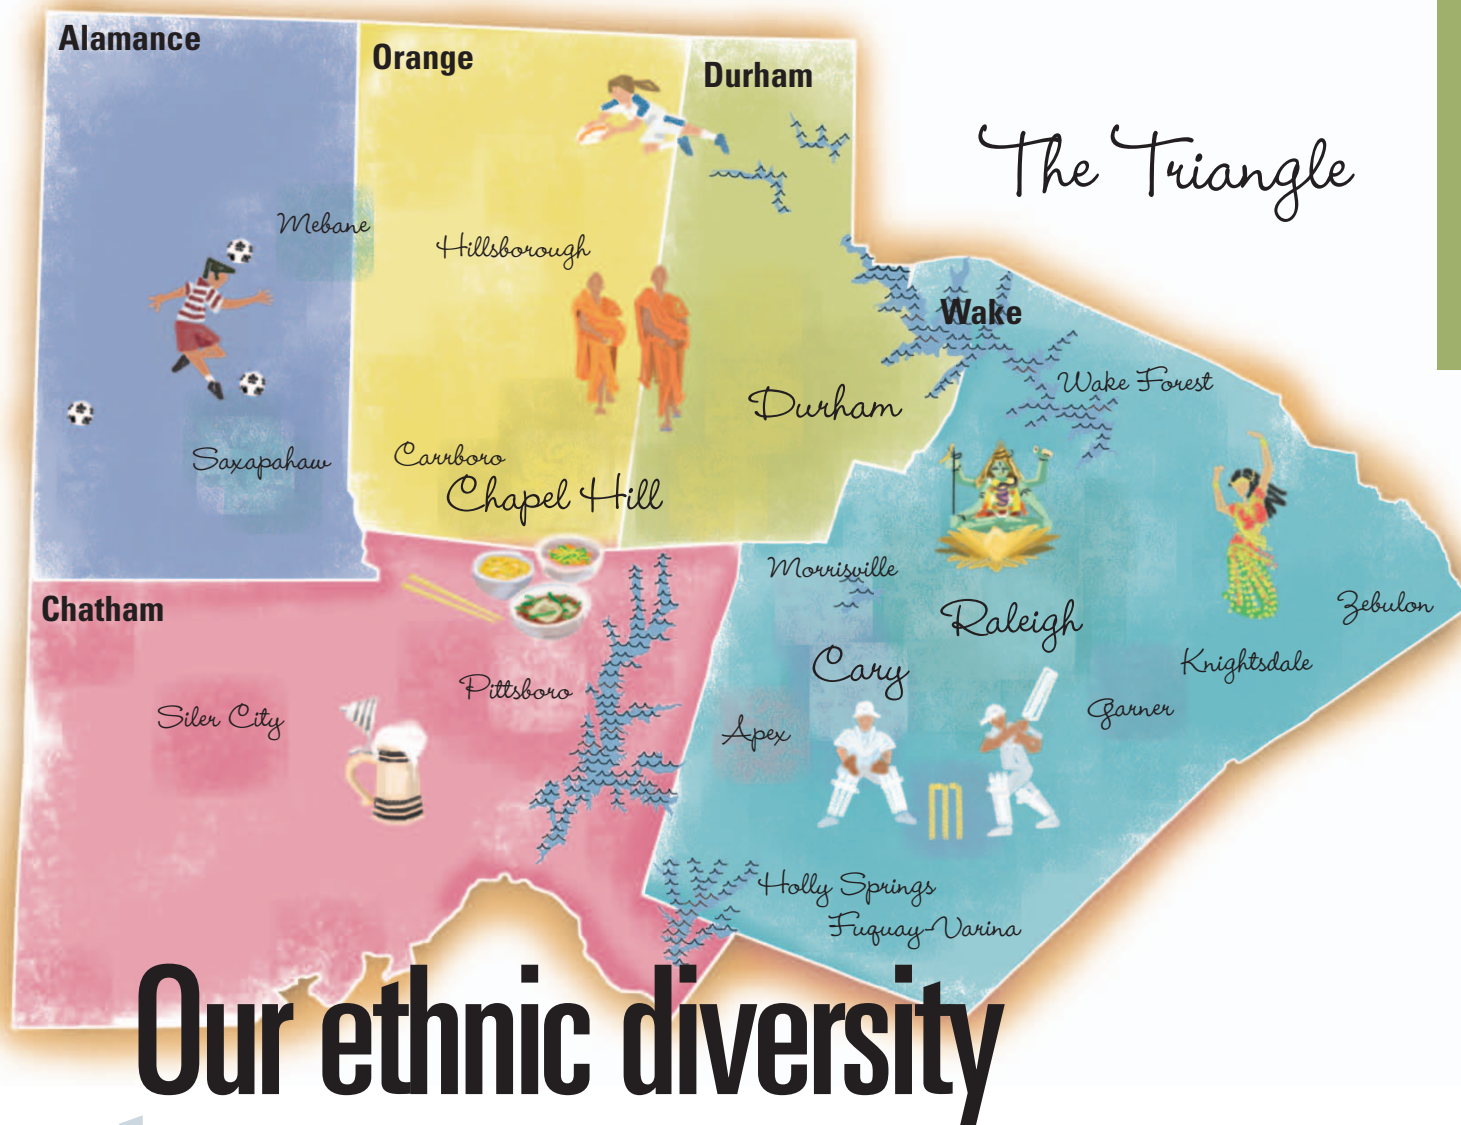 Alamance
Orange
Durham
The Triangle
Mebane
Hillsborough
Wake
Wake Forest
Durham
Saxapahaw
Carrboro
Chapel Hill
Morrisville
Raleigh
Zebulon
Chatham
Cary
Knightsdale
Pittsboro
Siler City
Apex
Garner
Holly Springs
Fuquay-Varina
Our ethnic diversity